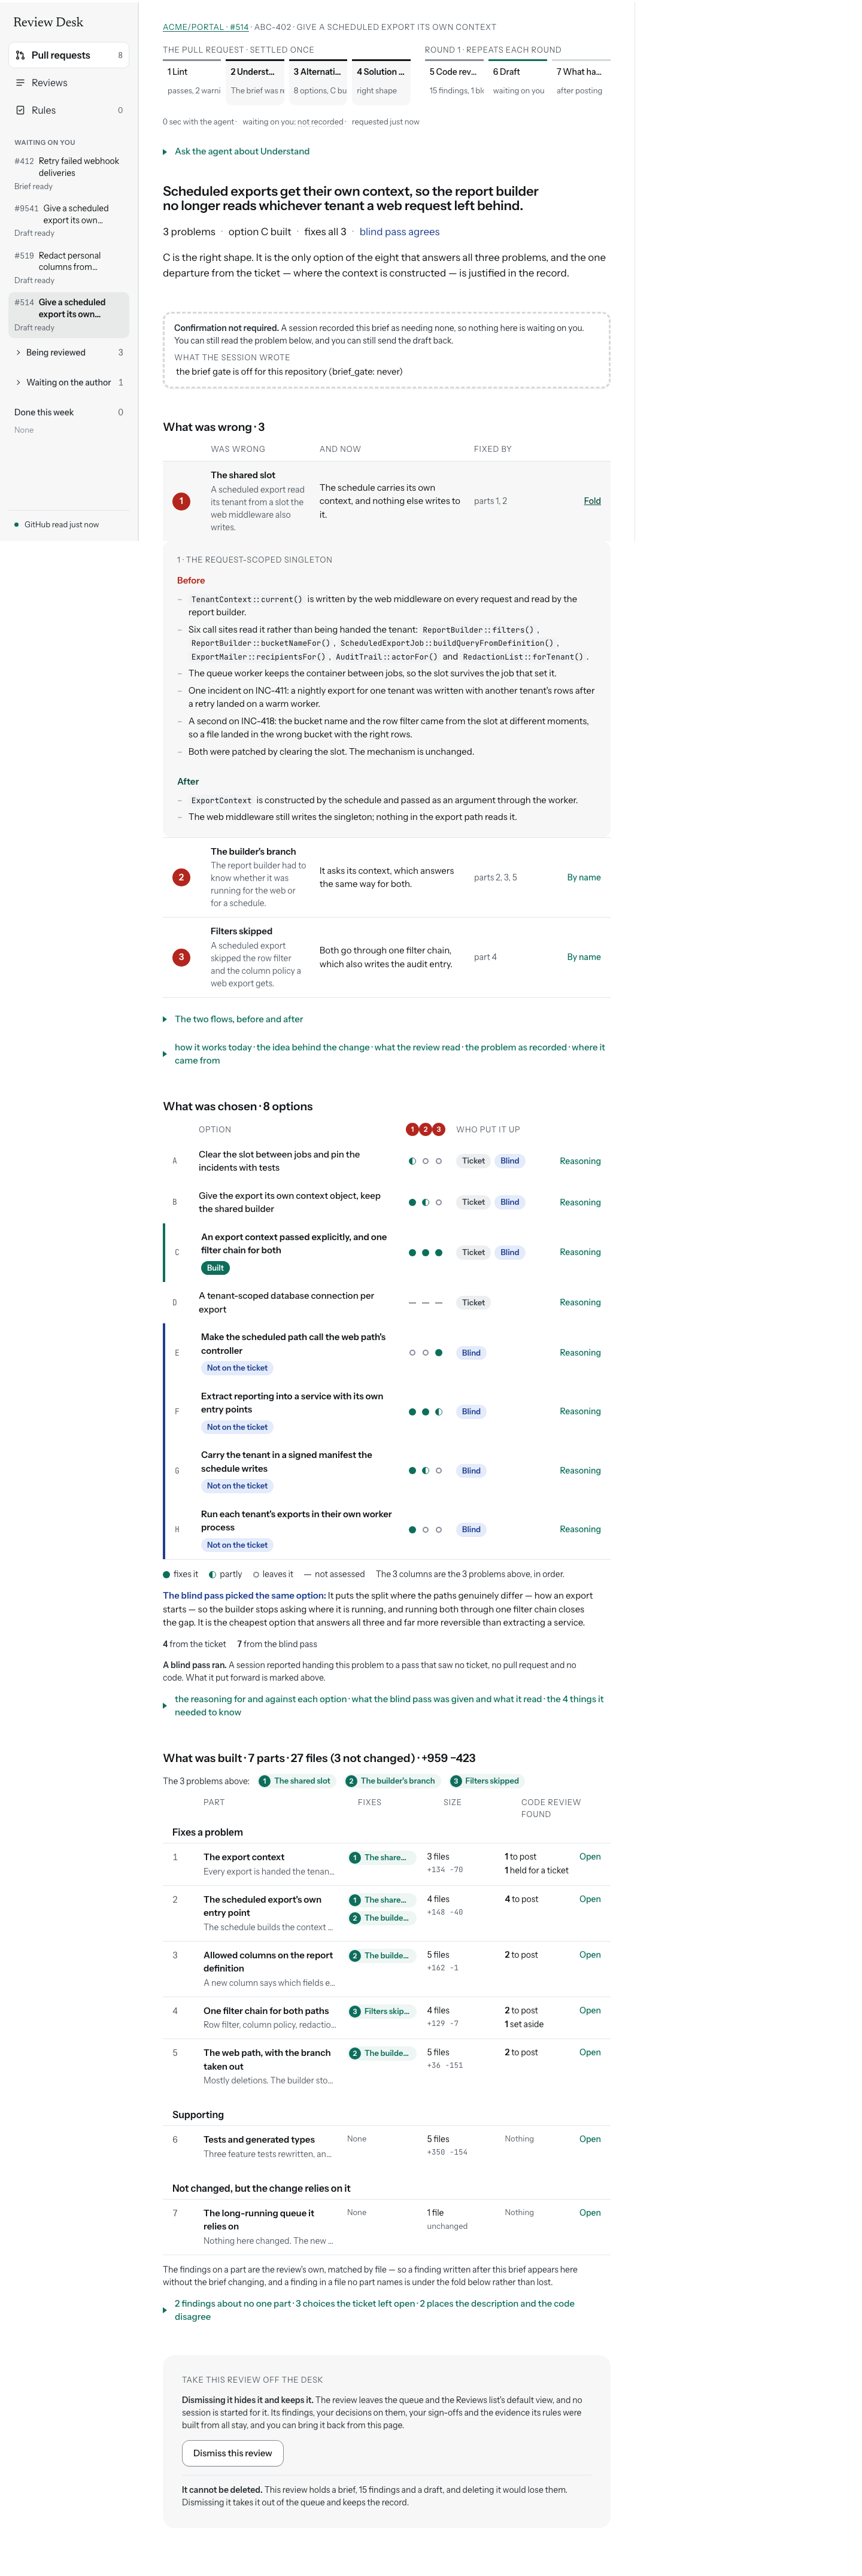 Review Desk
Pull requests 8
Reviews
Rules 0
WAITING ON YOU
#412 Retry failed webhook
deliveries
Brief ready
#9541 Give a scheduled
export its own...
Draft ready
#519 Redact personal
columns from...
Draft ready
#514 Give a scheduled
export its own...
Draft ready
Being reviewed 3
Waiting on the author 1
Done this week 0
None
GitHub read just now
ACME/PORTAL · #514 · ABC-402 · GIVE A SCHEDULED EXPORT ITS OWN CONTEXT
THE PULL REQUEST · SETTLED ONCE
ROUND 1 · REPEATS EACH ROUND
1 Lint
passes, 2 warni
2 Underst...
The brief was re
3 Alternati...
8 options, C bu
4 Solution ...
right shape
5 Code rev...
15 findings, 1 blo
6 Draft
waiting on you
7 What ha...
after posting
0 sec with the agent · waiting on you: not recorded · requested just now
Ask the agent about Understand
Scheduled exports get their own context, so the report builder
no longer reads whichever tenant a web request left behind.
3 problems · option C built · fixes all 3 · blind pass agrees
C is the right shape. It is the only option of the eight that answers all three problems, and the one
departure from the ticket — where the context is constructed — is justified in the record.
Confirmation not required. A session recorded this brief as needing none, so nothing here is waiting on you.
You can still read the problem below, and you can still send the draft back.
WHAT THE SESSION WROTE
the brief gate is off for this repository (brief_gate: never)
What was wrong · 3
WAS WRONG AND NOW FIXED BY
1
The shared slot
A scheduled export read
its tenant from a slot the
web middleware also
writes.
The schedule carries its own
context, and nothing else writes to
it.
parts 1, 2
Fold
1 · THE REQUEST-SCOPED SINGLETON
Before
– TenantContext::current() is written by the web middleware on every request and read by the
report builder.
– Six call sites read it rather than being handed the tenant: ReportBuilder::filters() ,
ReportBuilder::bucketNameFor() , ScheduledExportJob::buildQueryFromDefinition() ,
ExportMailer::recipientsFor() , AuditTrail::actorFor() and RedactionList::forTenant() .
– The queue worker keeps the container between jobs, so the slot survives the job that set it.
– One incident on INC-411: a nightly export for one tenant was written with another tenant's rows after
a retry landed on a warm worker.
– A second on INC-418: the bucket name and the row filter came from the slot at different moments,
so a file landed in the wrong bucket with the right rows.
– Both were patched by clearing the slot. The mechanism is unchanged.
After
– ExportContext is constructed by the schedule and passed as an argument through the worker.
– The web middleware still writes the singleton; nothing in the export path reads it.
2
The builder's branch
The report builder had to
know whether it was
running for the web or
for a schedule.
It asks its context, which answers
the same way for both.
parts 2, 3, 5
By name
3
Filters skipped
A scheduled export
skipped the row filter
and the column policy a
web export gets.
Both go through one filter chain,
which also writes the audit entry.
part 4
By name
The two flows, before and after
how it works today · the idea behind the change · what the review read · the problem as recorded · where it
came from
What was chosen · 8 options
OPTION 1 2 3 WHO PUT IT UP
A Clear the slot between jobs and pin the
incidents with tests
Ticket Blind Reasoning
B Give the export its own context object, keep
the shared builder
Ticket Blind Reasoning
C An export context passed explicitly, and one
filter chain for both
Built
Ticket Blind Reasoning
D A tenant-scoped database connection per
export
Ticket Reasoning
E Make the scheduled path call the web path's
controller
Not on the ticket
Blind Reasoning
F Extract reporting into a service with its own
entry points
Not on the ticket
Blind Reasoning
G Carry the tenant in a signed manifest the
schedule writes
Not on the ticket
Blind Reasoning
H Run each tenant's exports in their own worker
process
Not on the ticket
Blind Reasoning
fixes it partly leaves it — not assessed The 3 columns are the 3 problems above, in order.
The blind pass picked the same option: It puts the split where the paths genuinely differ — how an export
starts — so the builder stops asking where it is running, and running both through one filter chain closes
the gap. It is the cheapest option that answers all three and far more reversible than extracting a service.
4 from the ticket 7 from the blind pass
A blind pass ran. A session reported handing this problem to a pass that saw no ticket, no pull request and no
code. What it put forward is marked above.
the reasoning for and against each option · what the blind pass was given and what it read · the 4 things it
needed to know
What was built · 7 parts · 27 files (3 not changed) · +959 −423
The 3 problems above: 1 The shared slot 2 The builder's branch 3 Filters skipped
PART FIXES SIZE CODE REVIEW
FOUND
Fixes a problem
1 The export context
Every export is handed the tenan...
1 The share...
3 files
+134 -70
1 to post
1 held for a ticket
Open
2 The scheduled export's own
entry point
The schedule builds the context ...
1 The share...
2 The builde...
4 files
+148 -40
4 to post
Open
3 Allowed columns on the report
definition
A new column says which fields e...
2 The builde...
5 files
+162 -1
2 to post
Open
4 One filter chain for both paths
Row filter, column policy, redactio...
3 Filters skip...
4 files
+129 -7
2 to post
1 set aside
Open
5 The web path, with the branch
taken out
Mostly deletions. The builder sto...
2 The builde...
5 files
+36 -151
2 to post
Open
Supporting
6 Tests and generated types
Three feature tests rewritten, an...
None
5 files
+350 -154
Nothing
Open
Not changed, but the change relies on it
7 The long-running queue it
relies on
Nothing here changed. The new ...
None
1 file
unchanged
Nothing
Open
The findings on a part are the review's own, matched by file — so a finding written after this brief appears here
without the brief changing, and a finding in a file no part names is under the fold below rather than lost.
2 findings about no one part · 3 choices the ticket left open · 2 places the description and the code
disagree
TAKE THIS REVIEW OFF THE DESK
Dismissing it hides it and keeps it. The review leaves the queue and the Reviews list's default view, and no
session is started for it. Its findings, your decisions on them, your sign-offs and the evidence its rules were
built from all stay, and you can bring it back from this page.
Dismiss this review
It cannot be deleted. This review holds a brief, 15 findings and a draft, and deleting it would lose them.
Dismissing it takes it out of the queue and keeps the record.